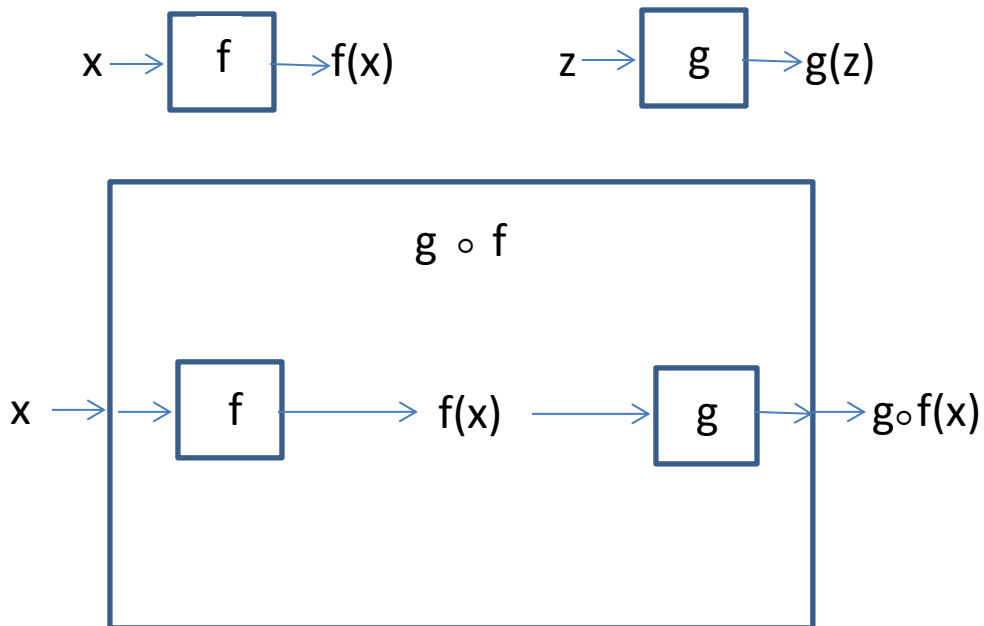 x f f(x) z g g(z)
g ∘ f
x f f(x) g g∘f(x)